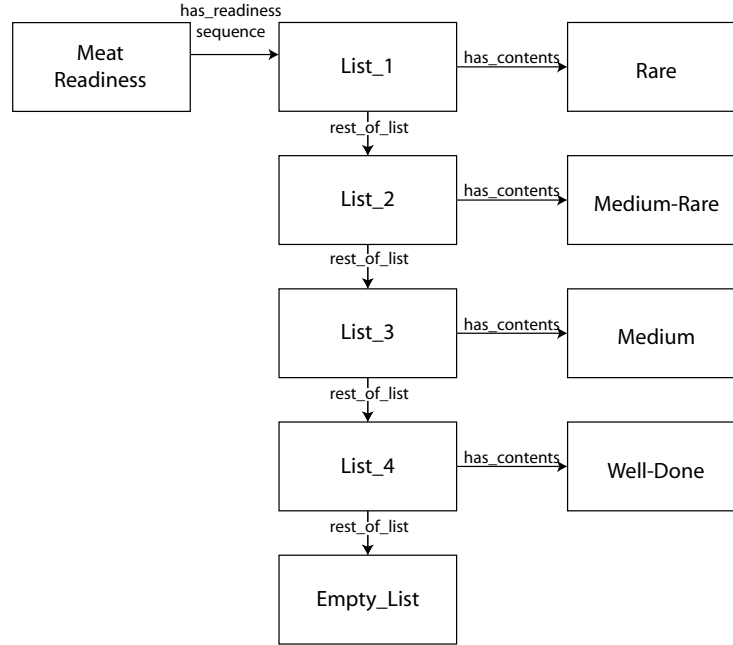 has_readiness
sequence
Meat
Readiness
List_1
has_contents
Rare
rest_of_list
List_2
has_contents
Medium-Rare
rest_of_list
List_3
has_contents
Medium
rest_of_list
List_4
has_contents
Well-Done
rest_of_list
Empty_List